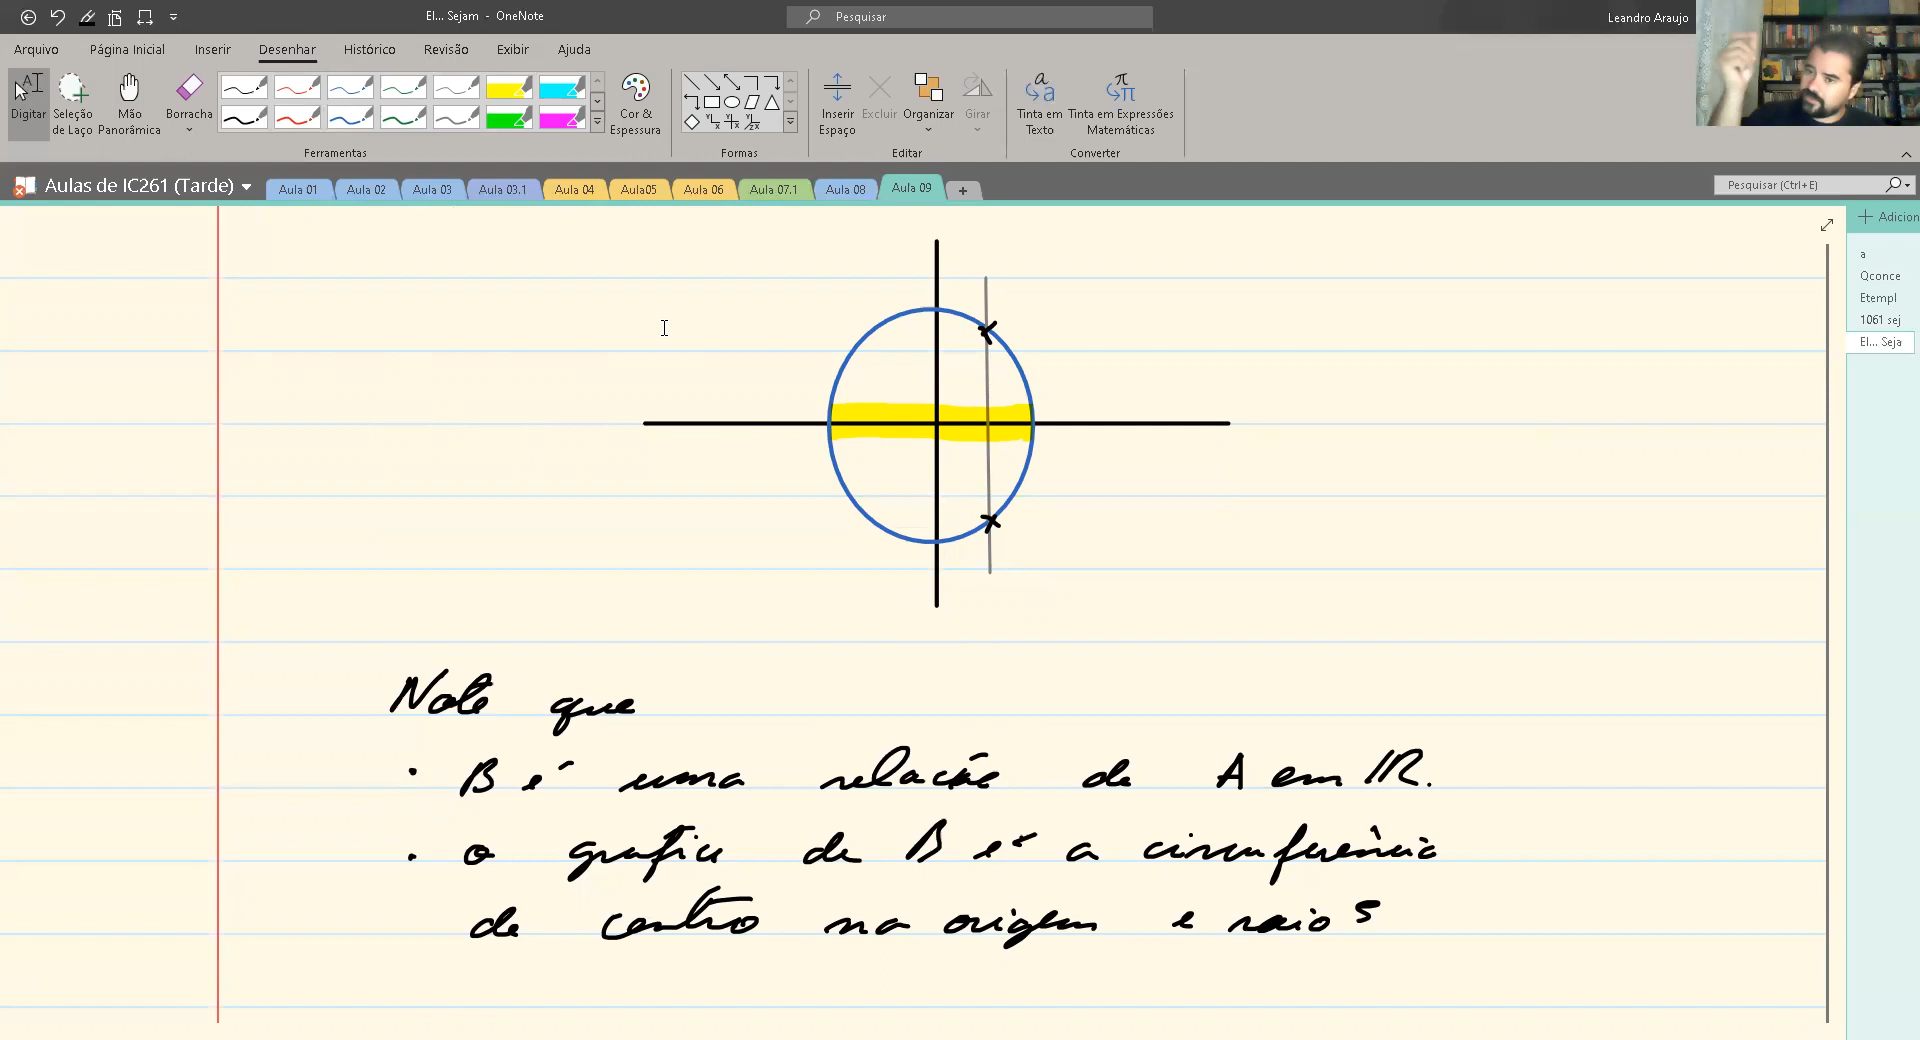 El... Sejam - OneNote
Pesquisar
Leandro Araujo
Arquivo
Página Inicial
Inserir
Desenhar
Histórico
Revisão
Exibir
Ajuda
Digitar
Seleção de Laço
Mão Panorâmica
Borracha
Cor & Espessura
Inserir Espaço
Excluir
Organizar
Girar
Tinta em Texto
Tinta em Expressões Matemáticas
Ferramentas
Formas
Editar
Converter
Aulas de IC261 (Tarde)
Aula 01
Aula 02
Aula 03
Aula 03.1
Aula 04
Aula05
Aula 06
Aula 07.1
Aula 08
Aula 09
Pesquisar (Ctrl+E)
Adicion
a
Qconce
Etempl
1061 sej
El... Seja
Note que
· B é uma relação de A em IR.
· o gráfico de B é a circunferência
de centro na origem e raio 5